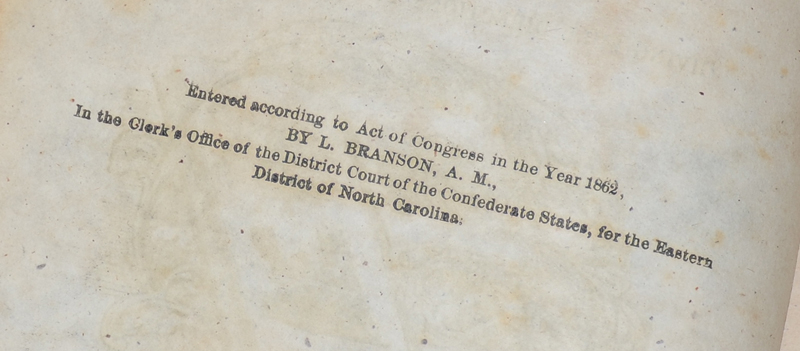 Entered according to Act of Congress in the Year 1862,
BY L. BRANSON, A. M.,
In the Clerk's Office of the District Court of the Confederate States, for the Eastern
District of North Carolina.